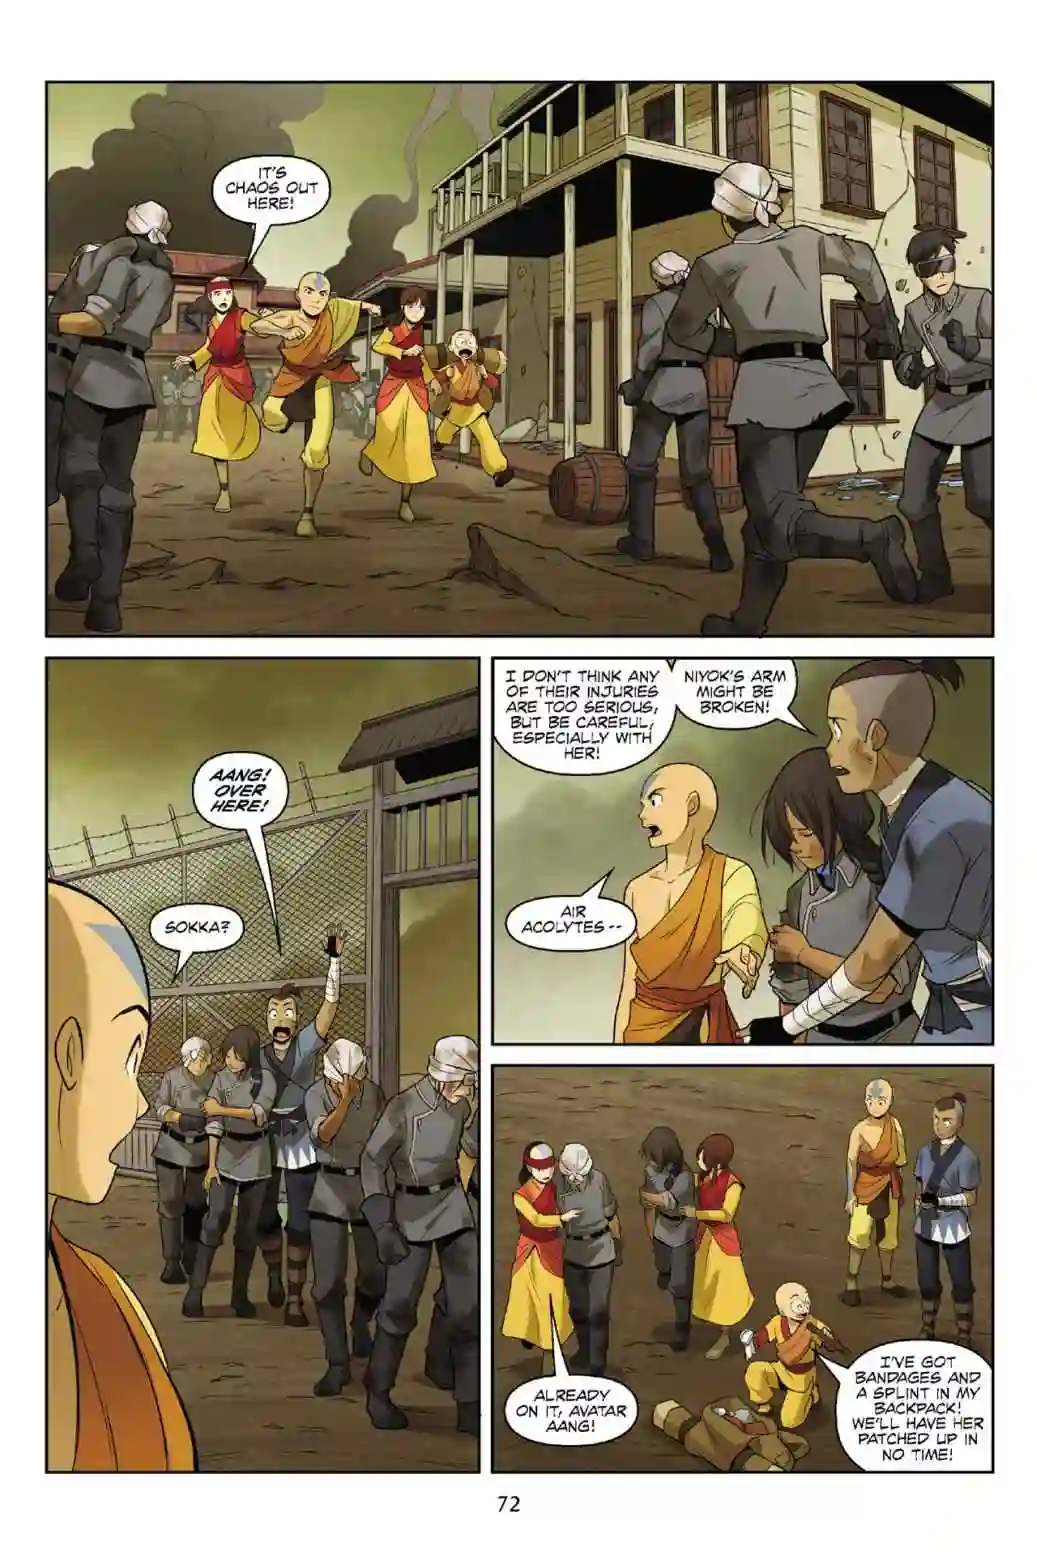 IT'S
CHAOS OUT
HERE!
AANG!
OVER
HERE!
SOKKA?
I DON'T THINK ANY
OF THEIR INJURIES
ARE TOO SERIOUS,
BUT BE CAREFUL,
ESPECIALLY WITH
HER!
NIYOK'S ARM
MIGHT BE
BROKEN!
AIR
ACOLYTES --
ALREADY
ON IT, AVATAR
AANG!
I'VE GOT
BANDAGES AND
A SPLINT IN MY
BACKPACK!
WE'LL HAVE HER
PATCHED UP IN
NO TIME!
72